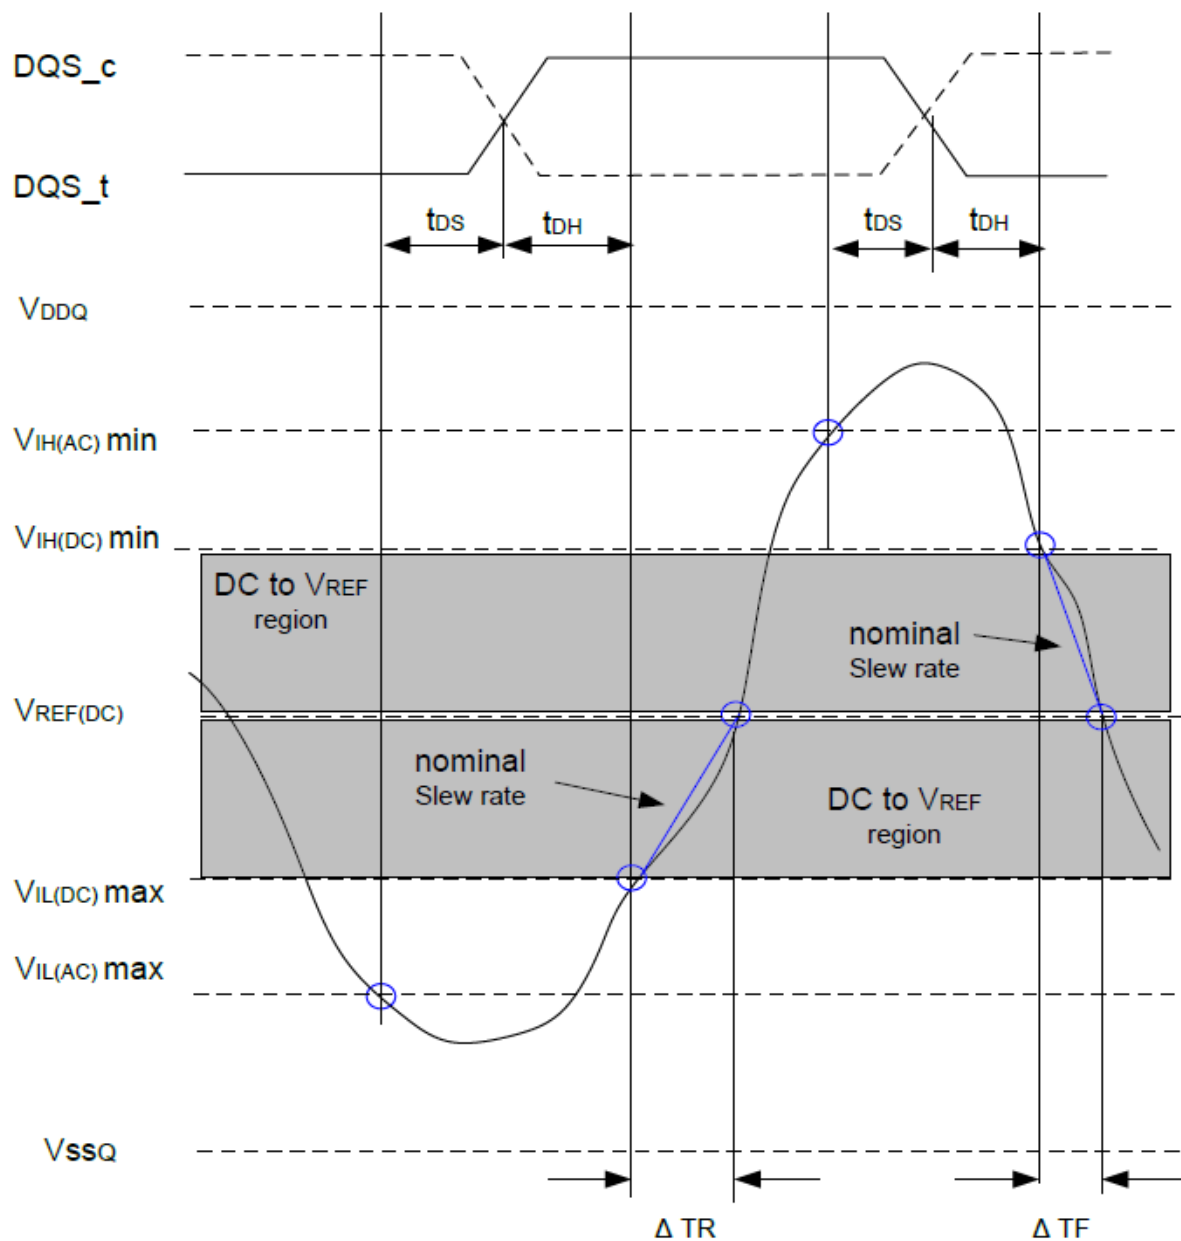 DQS_c
DQS_t
tDS
tDH
tDS
tDH
VDDQ
VIH(AC) min
VIH(DC) min
DC to VREF
region
nominal
Slew rate
VREF(DC)
nominal
Slew rate
DC to VREF
region
VIL(DC) max
VIL(AC) max
VssQ
Δ TR
Δ TF